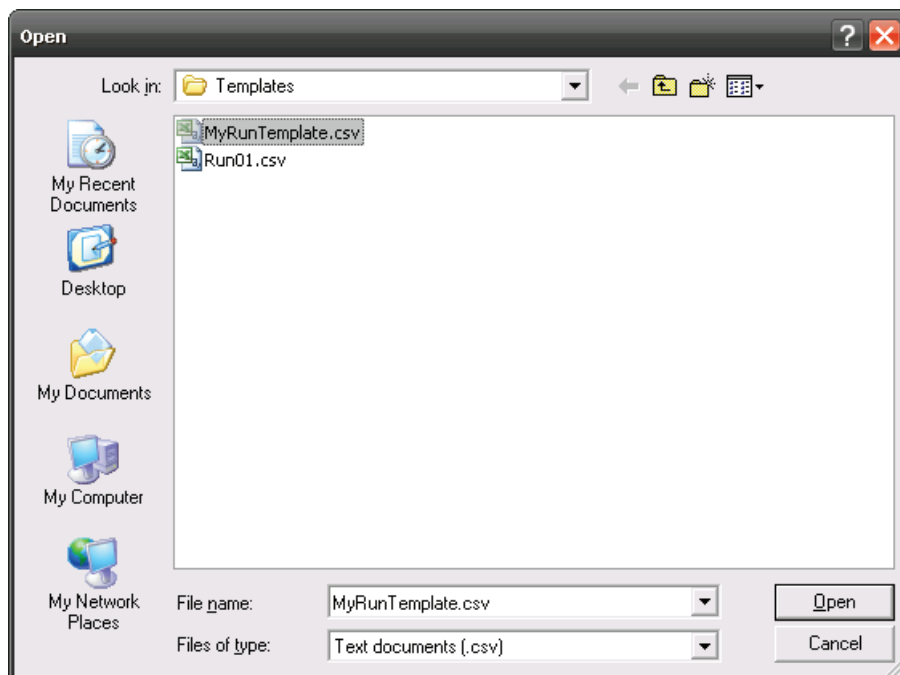 Open
?
Look in: Templates
MyRunTemplate.csv
Run01.csv
My Recent
Documents
Desktop
My Documents
My Computer
My Network
Places
File name: MyRunTemplate.csv Open
Files of type: Text documents (.csv) Cancel